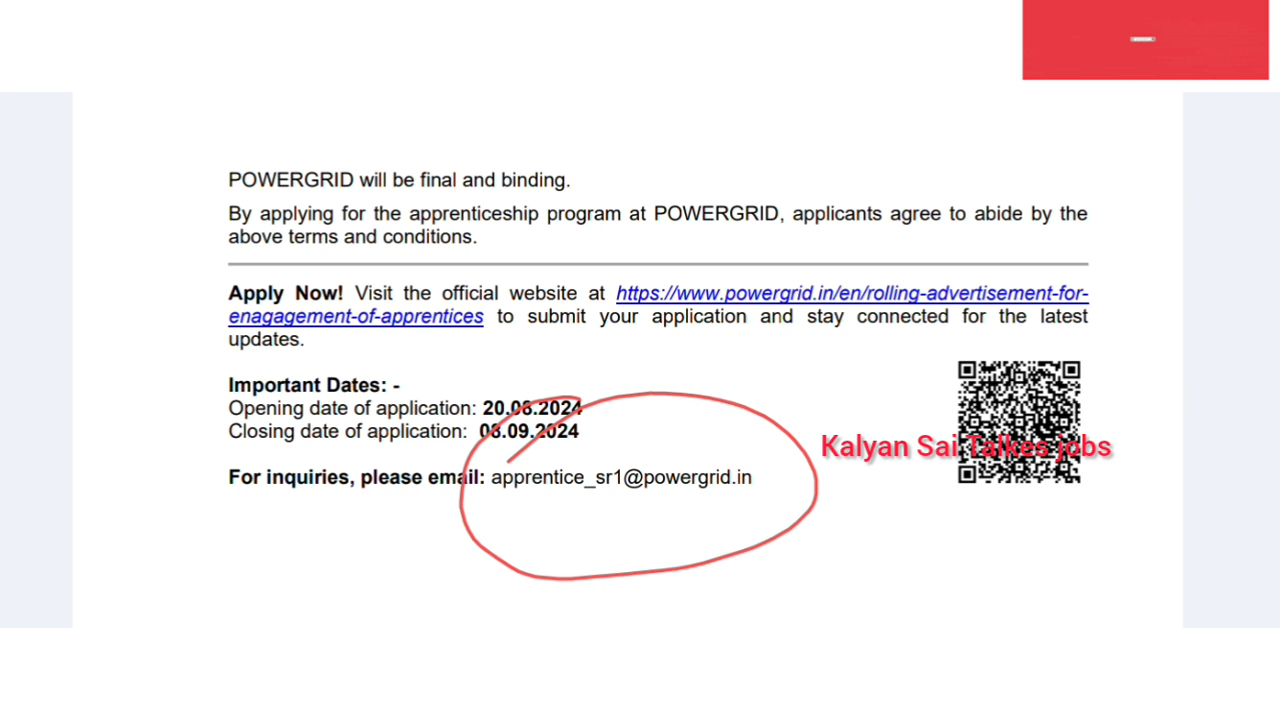 POWERGRID will be final and binding.
By applying for the apprenticeship program at POWERGRID, applicants agree to abide by the
above terms and conditions.
Apply Now! Visit the official website at https://www.powergrid.in/en/rolling-advertisement-for-
enagagement-of-apprentices to submit your application and stay connected for the latest
updates.
Important Dates: -
Opening date of application: 20.08.2024
Closing date of application: 08.09.2024
Kalyan Sai Talkes jobs
For inquiries, please email: apprentice_sr1@powergrid.in